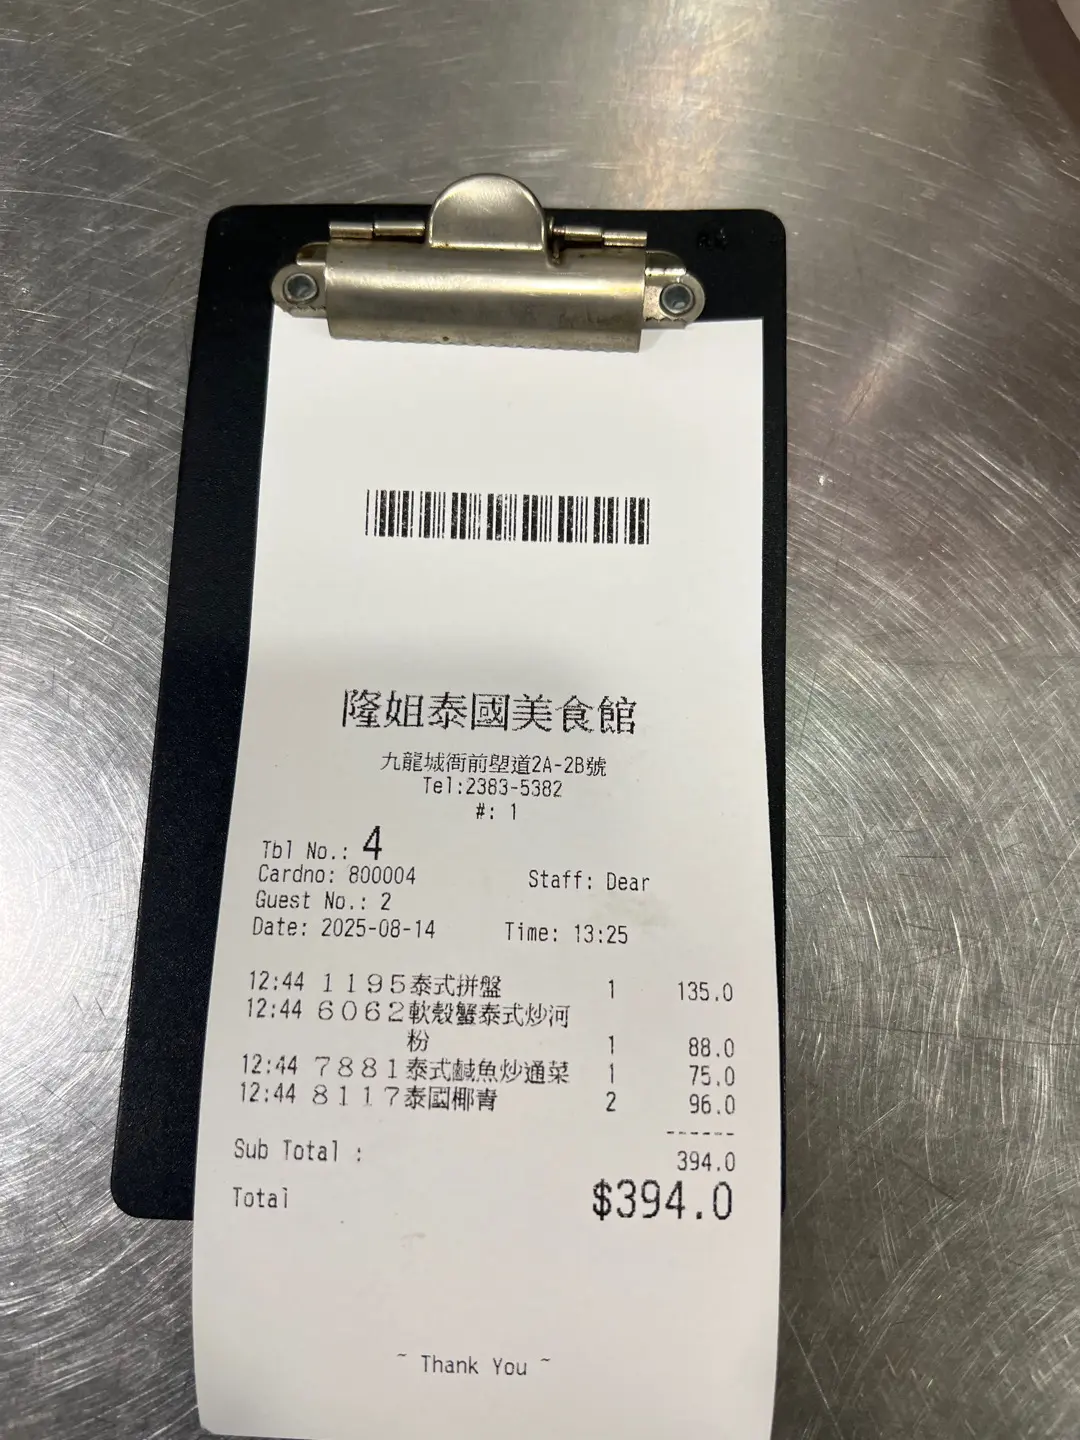 隆姐泰國美食館
九龍城衙前塱道2A-2B號
Tel:2383-5382
#: 1
Tbl No.: 4
Cardno: 800004 Staff: Dear
Guest No.: 2
Date: 2025-08-14 Time: 13:25
12:44 1195泰式拼盤 1 135.0
12:44 6062軟殼蟹泰式炒河
粉 1 88.0
12:44 7881泰式鹹魚炒通菜 1 75.0
12:44 8117泰國椰青 2 96.0
------
Sub Total : 394.0
Total $394.0
~ Thank You ~